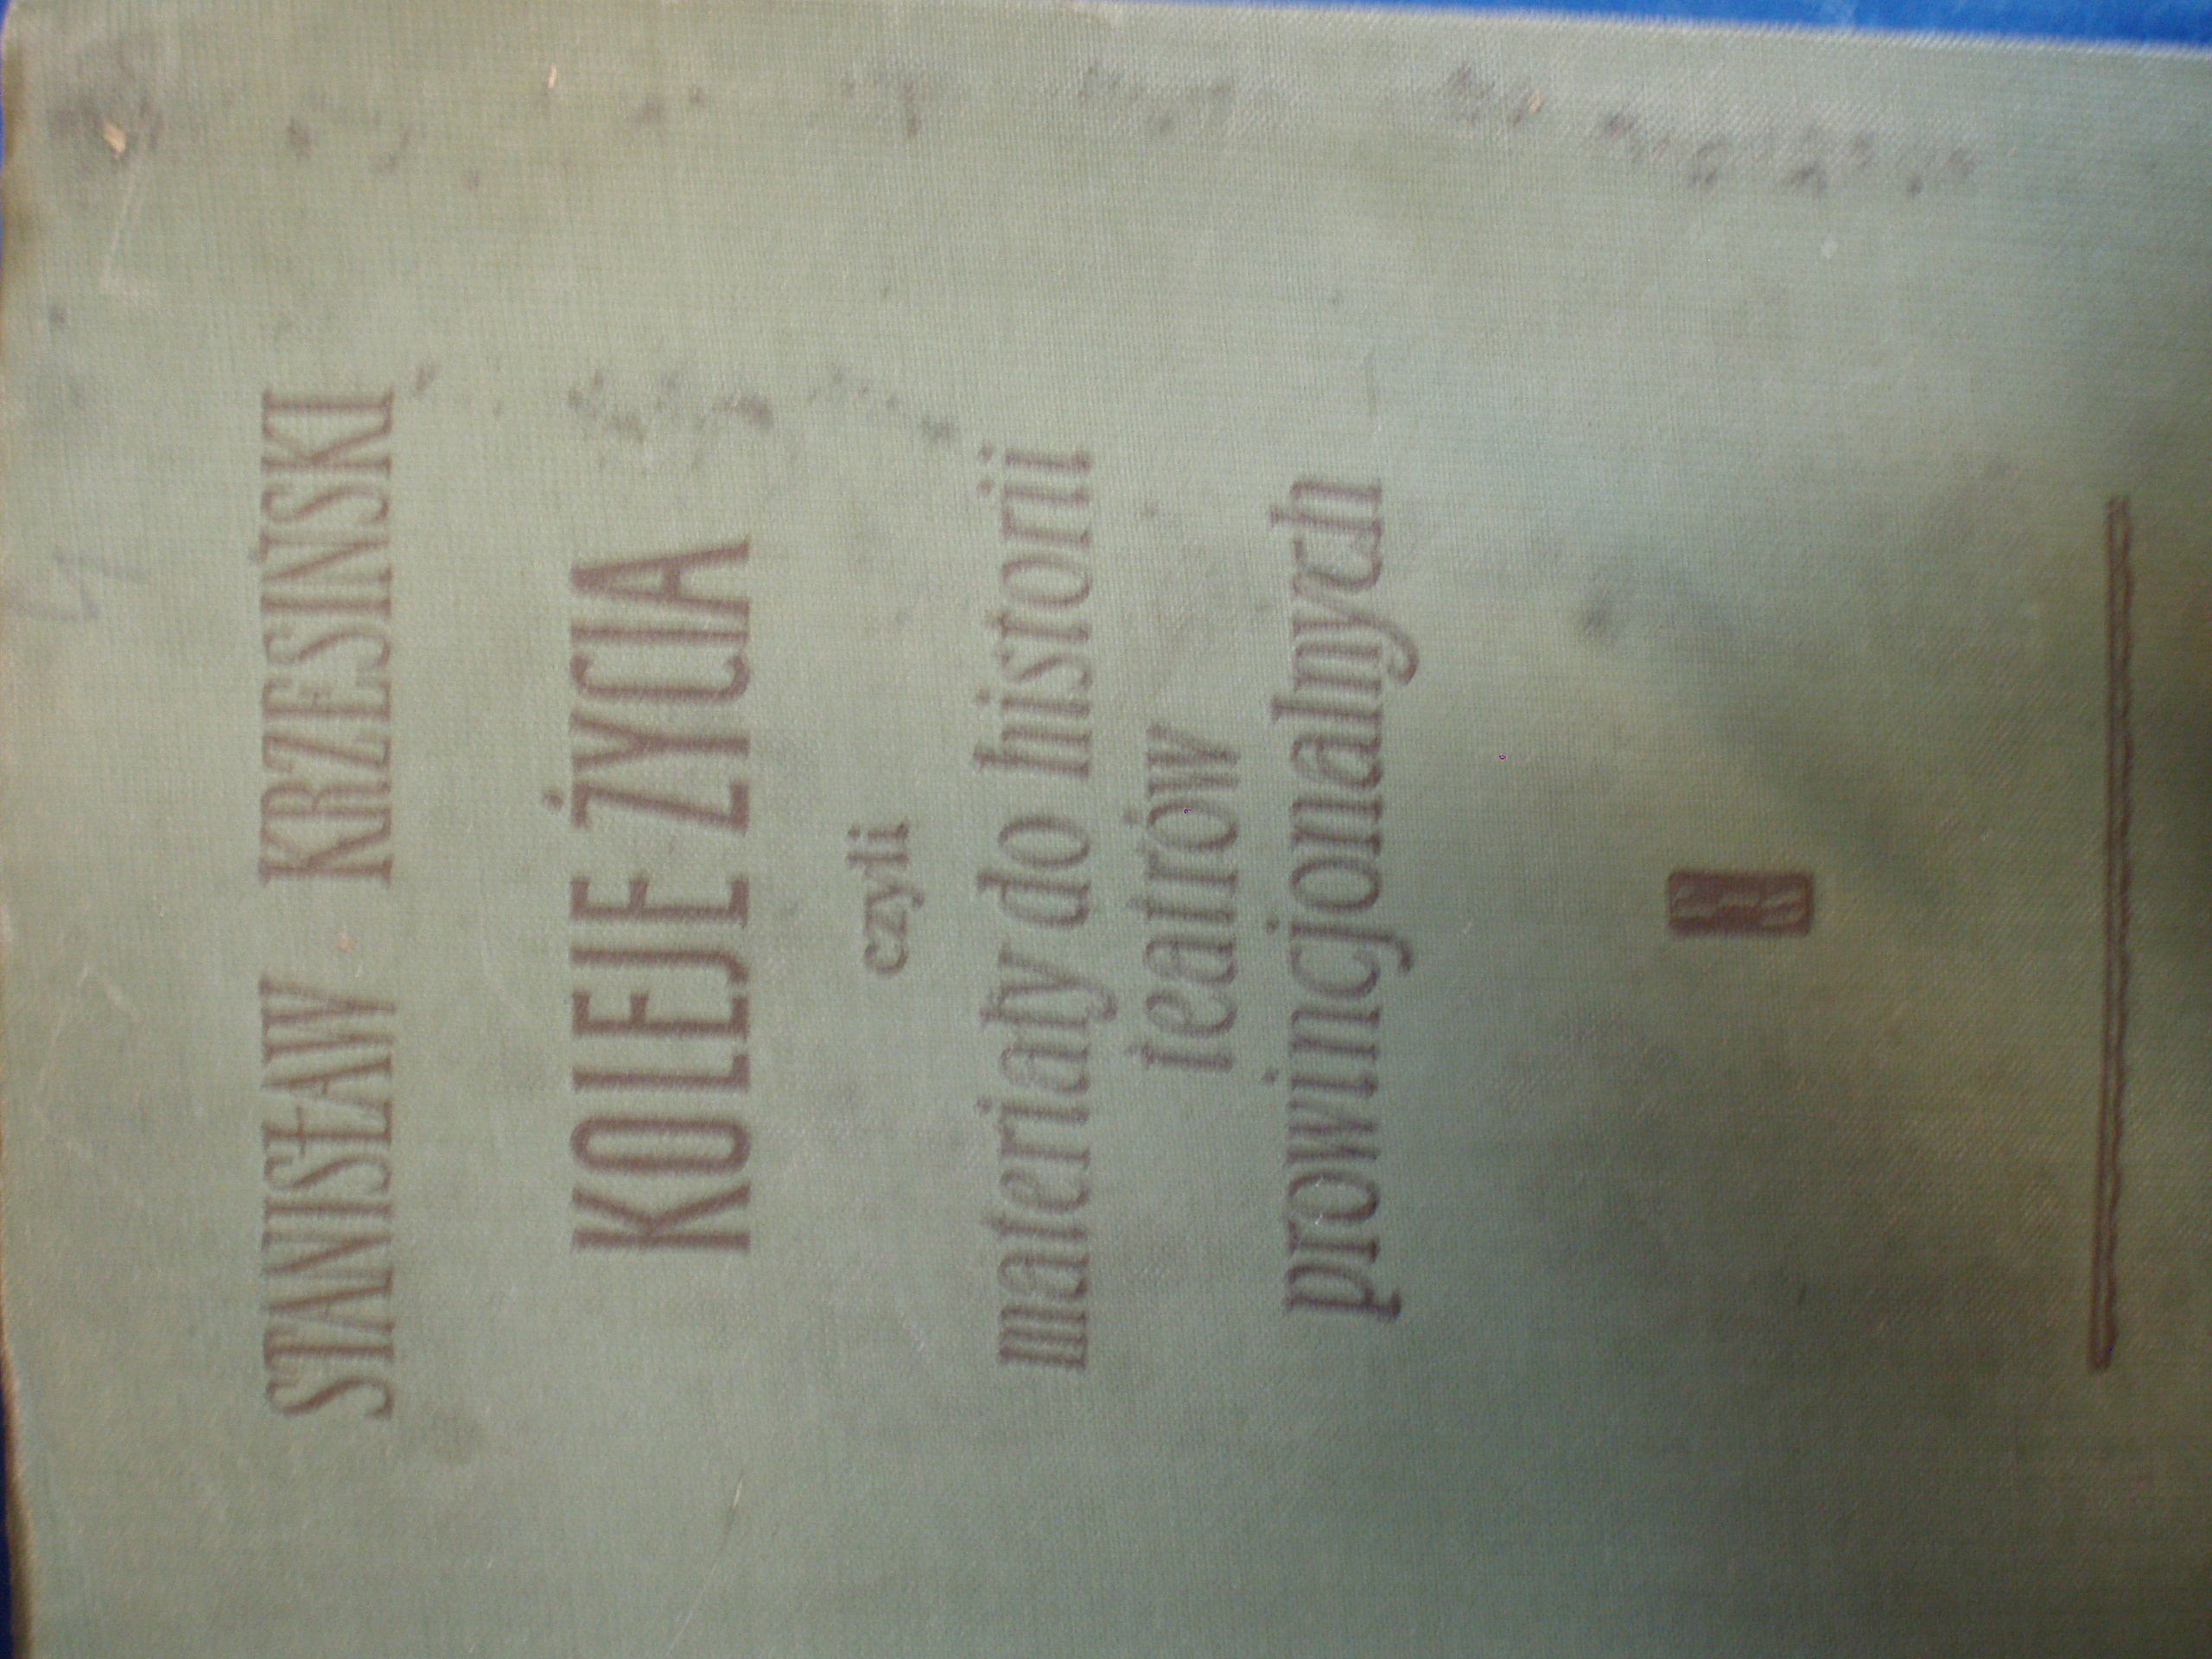 STANISŁAW KRZESIŃSKI
KOLEJE ŻYCIA
czyli
materiały do historii
teatrów
prowincjonalnych